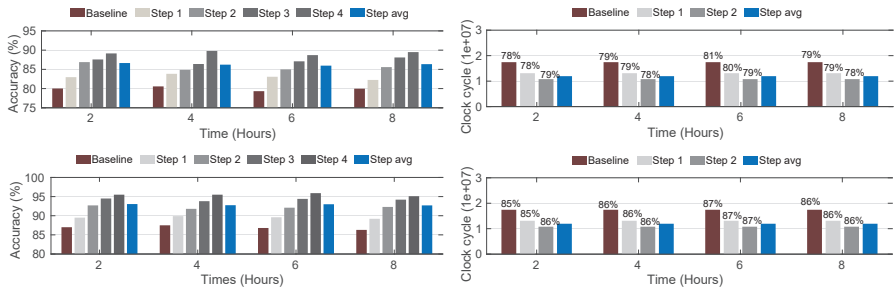 Baseline Step 1 Step 2 Step 3 Step 4 Step avg
Accuracy (%)
95
90
85
80
75
2 4 6 8
Time (Hours)
Baseline Step 1 Step 2 Step avg
Clock cycle (1e+07)
3
2
1
0
78% 78% 79% 79% 79% 78% 81% 80% 79% 79% 79% 78%
2 4 6 8
Time (Hours)
Baseline Step 1 Step 2 Step 3 Step 4 Step avg
Accuracy (%)
100
95
90
85
80
2 4 6 8
Times (Hours)
Baseline Step 1 Step 2 Step avg
Clock cycle (1e+07)
3
2
1
0
85% 85% 86% 86% 86% 86% 87% 87% 87% 86% 86% 86%
2 4 6 8
Time (Hours)